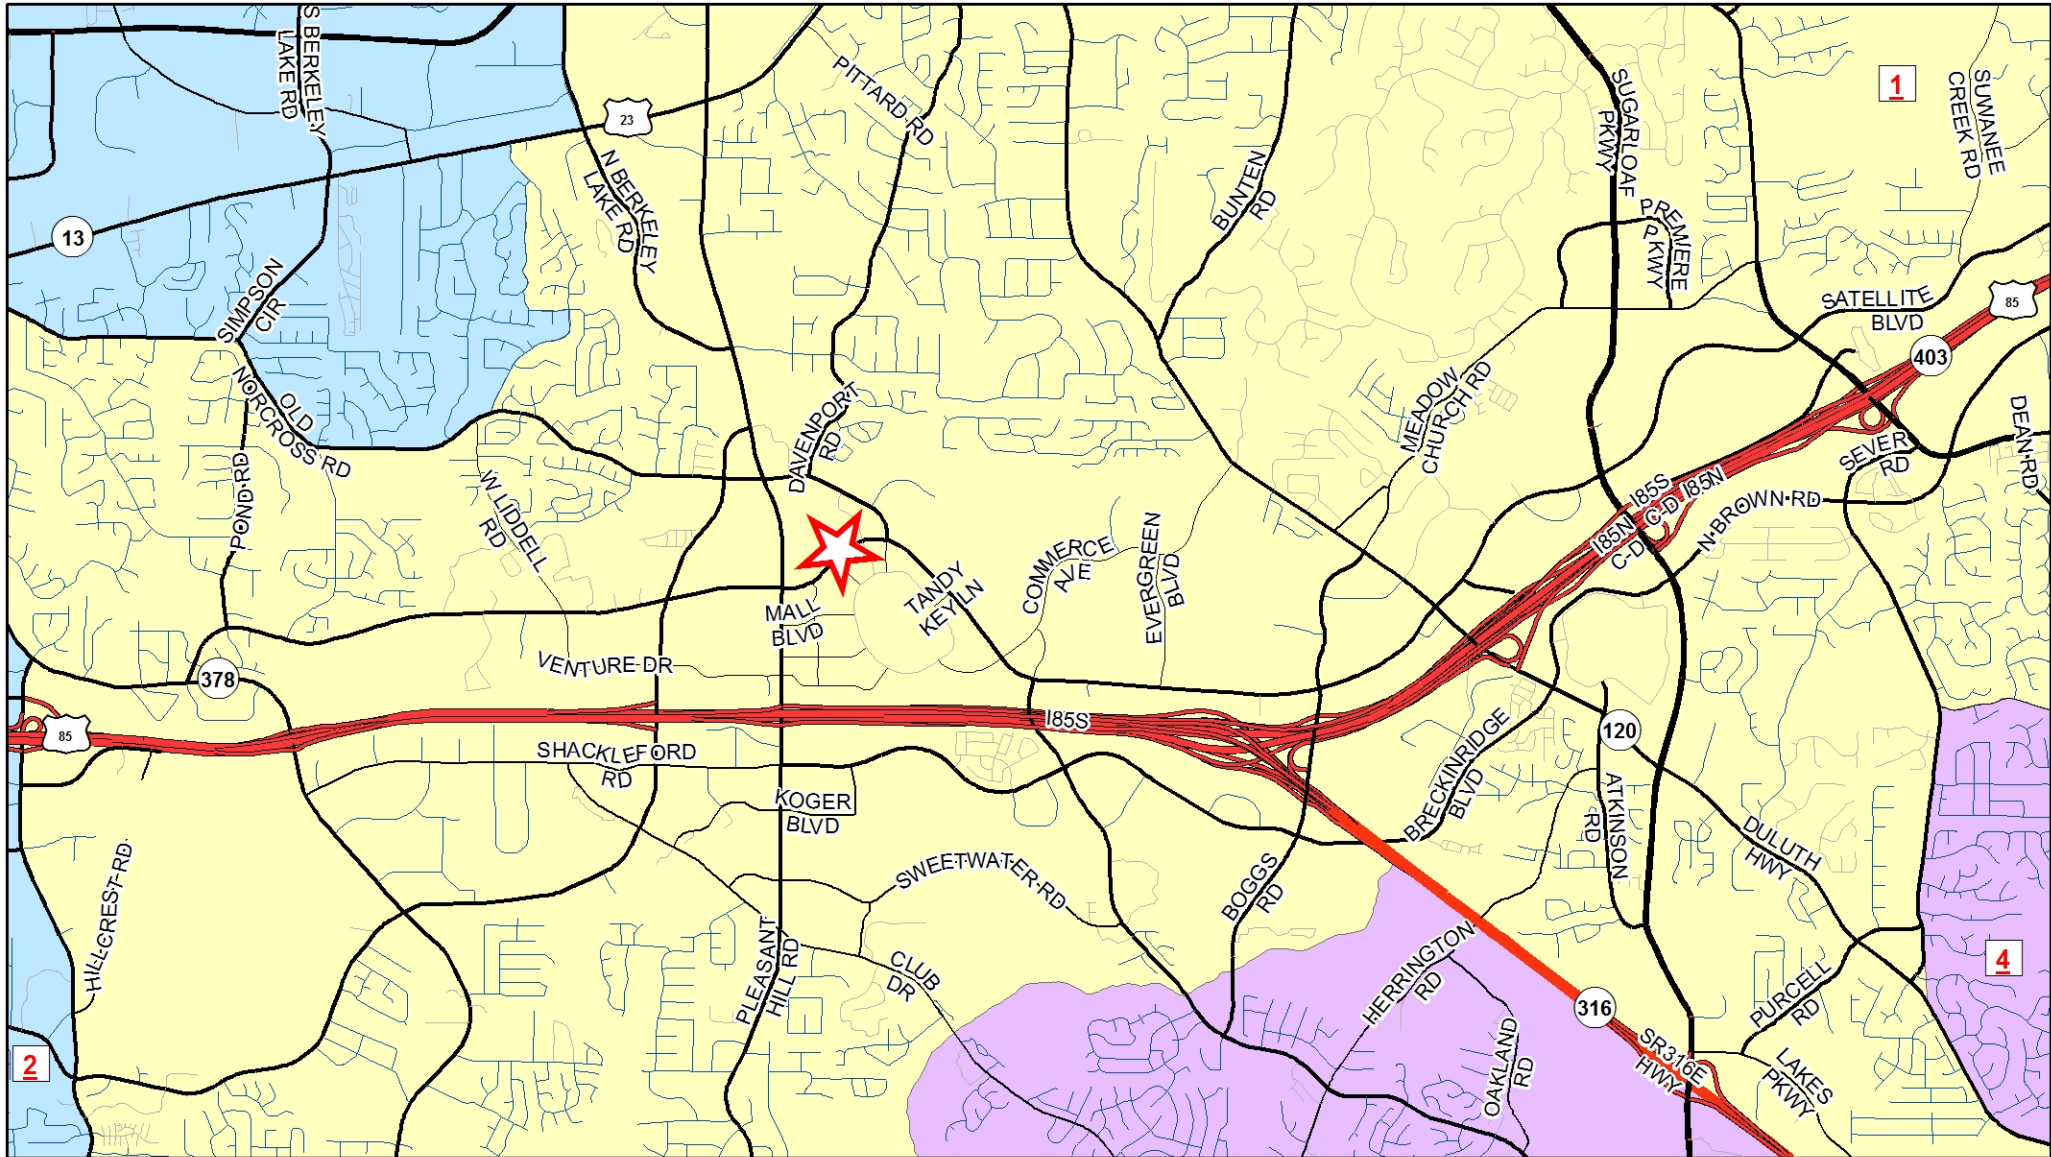 S BERKELEY
LAKE RD
PITTARD RD
23
SUGARLOAF
PKWY
1
SUWANEE
CREEK RD
N BERKELEY
LAKE RD
BUNTEN
RD
PREMIERE
PKWY
13
SIMPSON
CIR
SATELLITE
BLVD
85
403
OLD
NORCROSS RD
DAVENPORT
RD
MEADOW
CHURCH RD
DEAN RD
SEVER
RD
POND RD
W LIDDELL
RD
I85S
C-D
I85N
I85N
C-D
N BROWN RD
COMMERCE
AVE
EVERGREEN
BLVD
TANDY
KEY LN
MALL
BLVD
VENTURE DR
378
85
I85S
120
SHACKLEFORD
RD
BRECKINRIDGE
BLVD
KOGER
BLVD
ATKINSON
RD
DULUTH
HWY
HILLCREST RD
SWEETWATER RD
BOGGS
RD
PLEASANT
HILL RD
CLUB
DR
HERRINGTON
RD
4
PURCELL
RD
316
2
OAKLAND
RD
SR316E
HWY
LAKES
PKWY